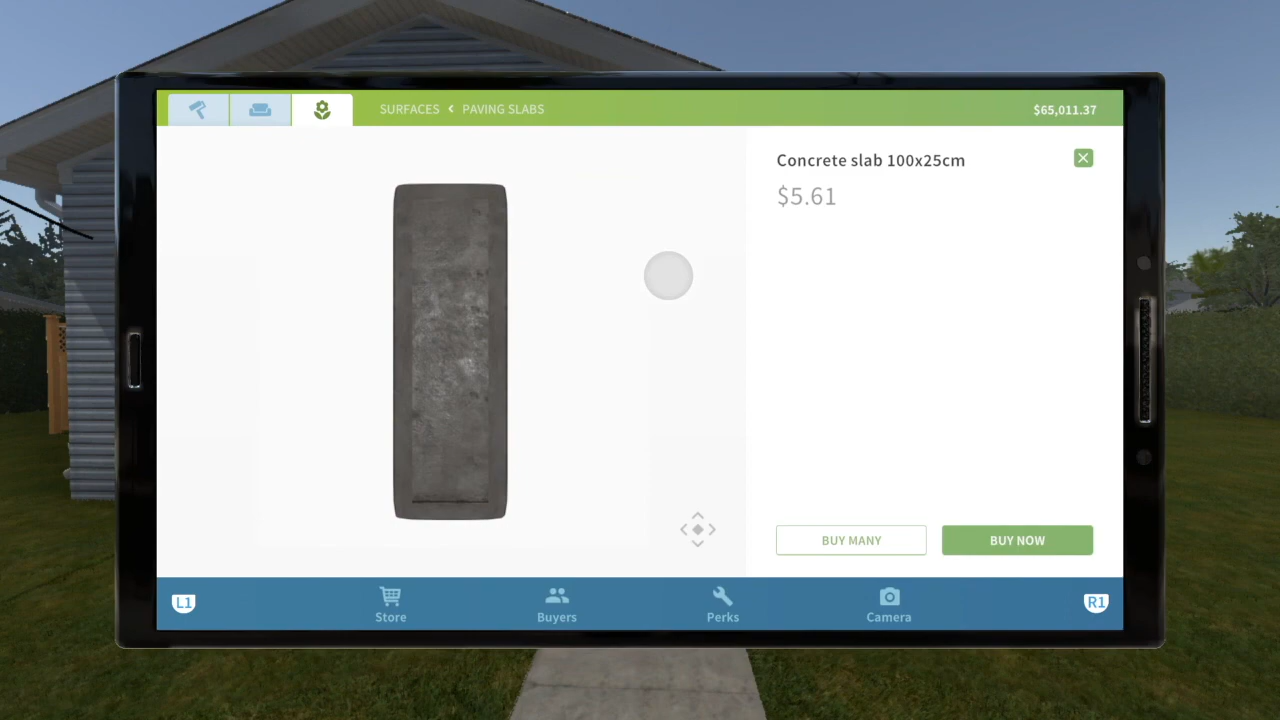 SURFACES < PAVING SLABS
$65,011.37
Concrete slab 100x25cm
$5.61
BUY MANY
BUY NOW
L1
Store
Buyers
Perks
Camera
R1